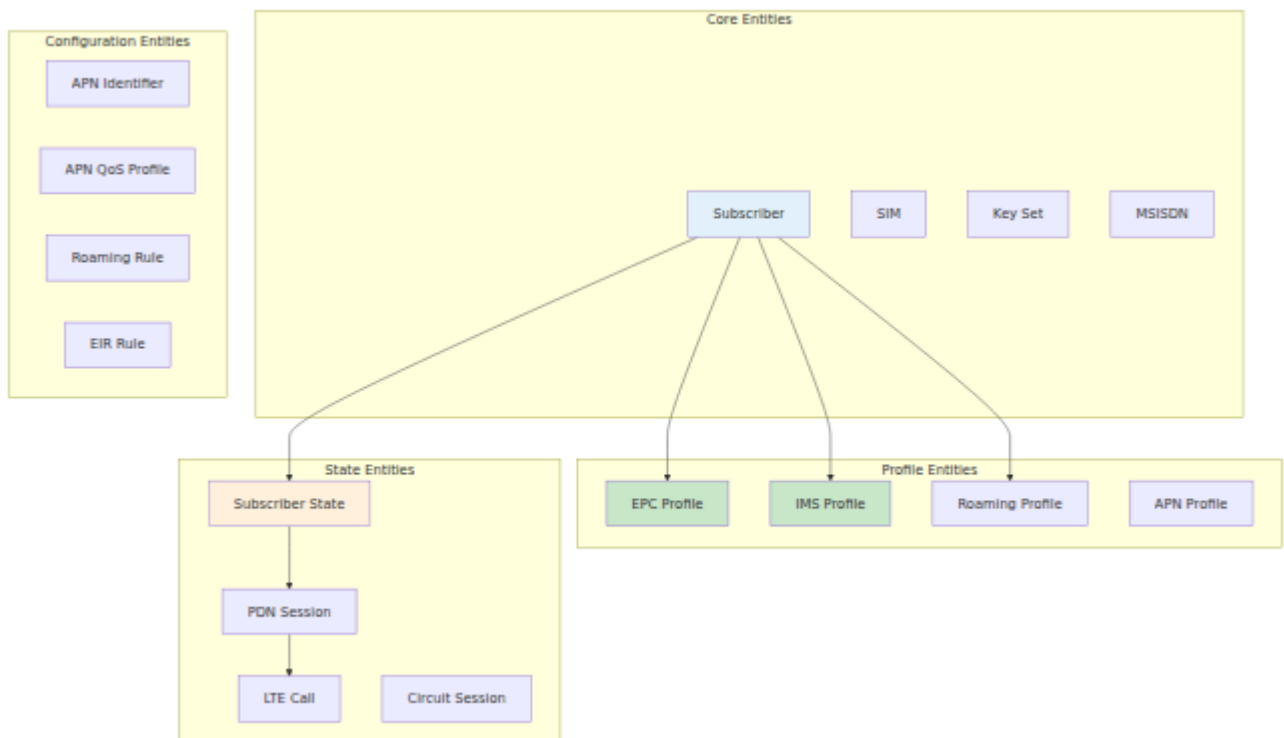 Core Entities
Configuration Entities
APN Identifier
APN QoS Profile
Roaming Rule
EIR Rule
Subscriber
SIM
Key Set
MSISDN
State Entities
Subscriber State
PDN Session
LTE Call
Circuit Session
Profile Entities
EPC Profile
IMS Profile
Roaming Profile
APN Profile